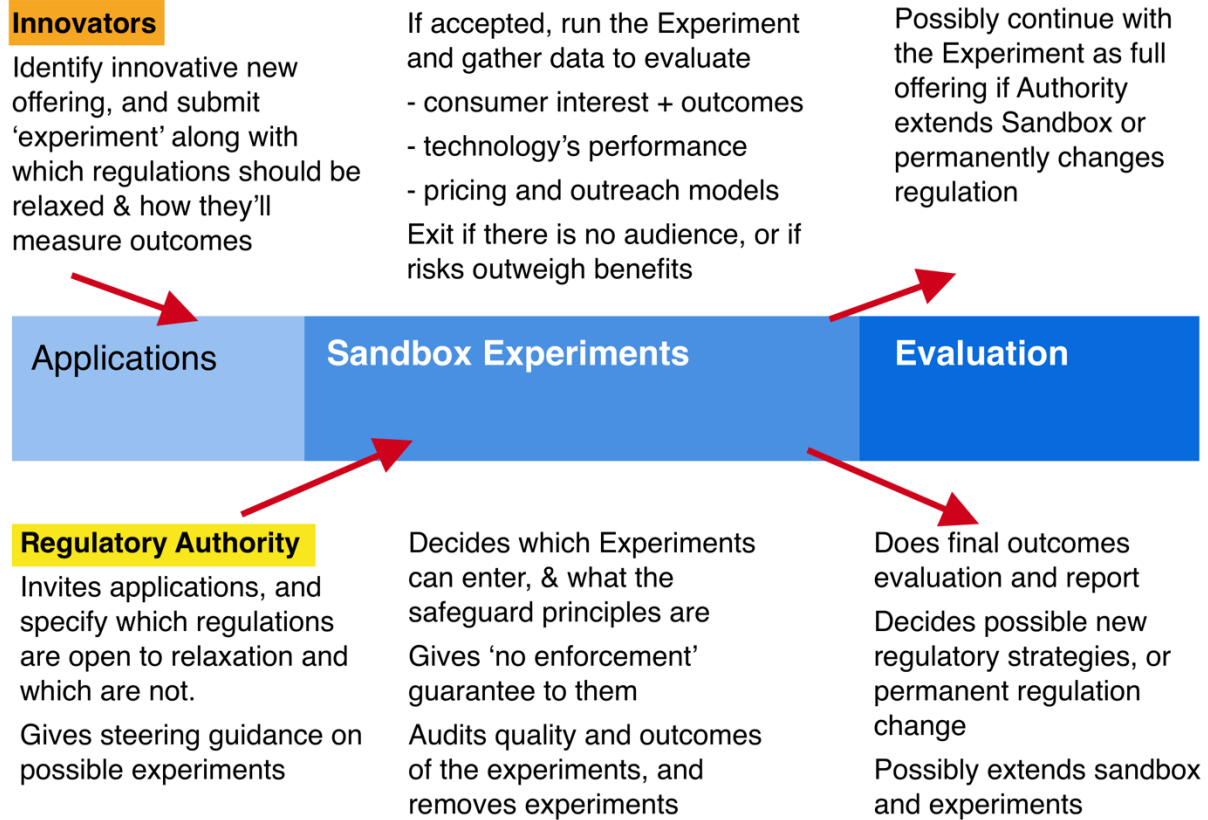 Innovators
Identify innovative new
offering, and submit
‘experiment’ along with
which regulations should be
relaxed & how they’ll
measure outcomes
If accepted, run the Experiment
and gather data to evaluate
- consumer interest + outcomes
- technology’s performance
- pricing and outreach models
Exit if there is no audience, or if
risks outweigh benefits
Possibly continue with
the Experiment as full
offering if Authority
extends Sandbox or
permanently changes
regulation
Applications
Sandbox Experiments
Evaluation
Regulatory Authority
Invites applications, and
specify which regulations
are open to relaxation and
which are not.
Gives steering guidance on
possible experiments
Decides which Experiments
can enter, & what the
safeguard principles are
Gives ‘no enforcement’
guarantee to them
Audits quality and outcomes
of the experiments, and
removes experiments
Does final outcomes
evaluation and report
Decides possible new
regulatory strategies, or
permanent regulation
change
Possibly extends sandbox
and experiments